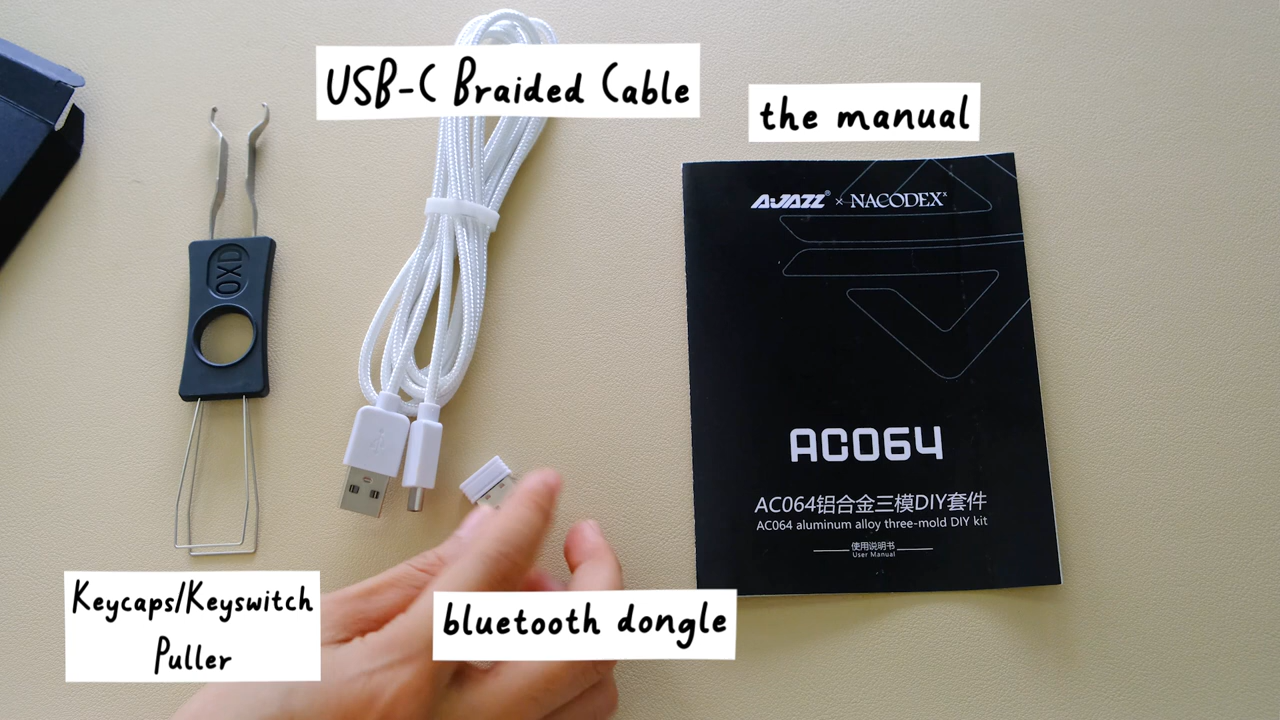 USB-C Braided Cable
the manual
AJAZZ® × NACODEX
OXD
AC064
AC064铝合金三模DIY套件
AC064 aluminum alloy three-mold DIY kit
使用说明书
User Manual
Keycaps/Keyswitch
Puller
bluetooth dongle